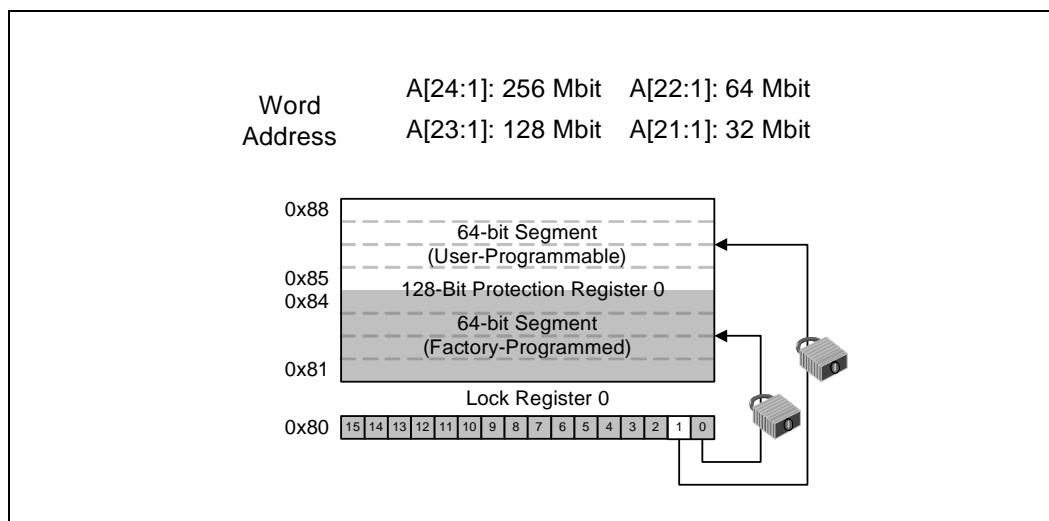 Word
Address
A[24:1]: 256 Mbit A[22:1]: 64 Mbit
A[23:1]: 128 Mbit A[21:1]: 32 Mbit
0x88
64-bit Segment
(User-Programmable)
0x85
128-Bit Protection Register 0
0x84
64-bit Segment
(Factory-Programmed)
0x81
Lock Register 0
0x80
15 14 13 12 11 10 9 8 7 6 5 4 3 2 1 0